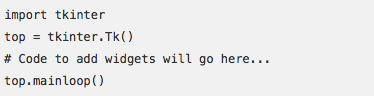 import tkinter
top = tkinter.Tk()
# Code to add widgets will go here...
top.mainloop()